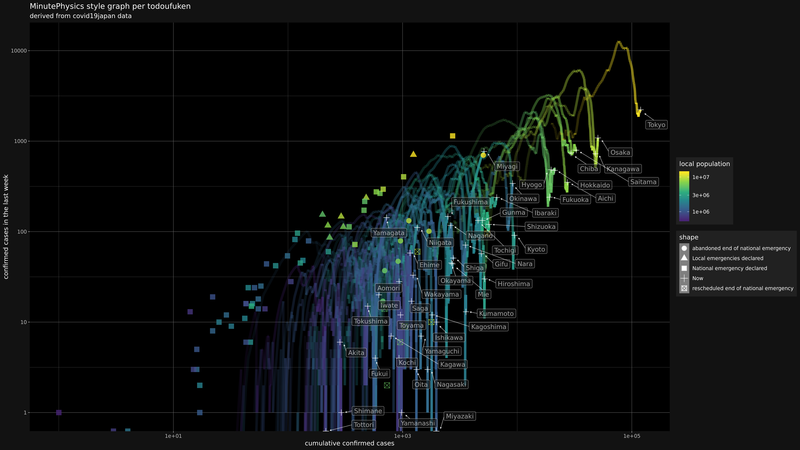 MinutePhysics style graph per todoufuken
derived from covid19japan data
confirmed cases in the last week
10000
1000
100
10
1
Tokyo
Osaka
Miyagi
Chiba
Kanagawa
Saitama
Hyogo
Hokkaido
Okinawa
Fukuoka
Aichi
Fukushima
Gunma
Ibaraki
Shizuoka
Yamagata
Niigata
Nagano
Tochigi
Kyoto
Ehime
Shiga
Gifu
Nara
Okayama
Hiroshima
Aomori
Wakayama
Mie
Iwate
Saga
Kumamoto
Tokushima
Toyama
Kagoshima
Ishikawa
Akita
Yamaguchi
Kochi
Kagawa
Fukui
Oita
Nagasaki
Shimane
Miyazaki
Tottori
Yamanashi
1e+01
1e+03
1e+05
cumulative confirmed cases
local population
1e+07
3e+06
1e+06
shape
abandoned end of national emergency
Local emergencies declared
National emergency declared
Now
rescheduled end of national emergency